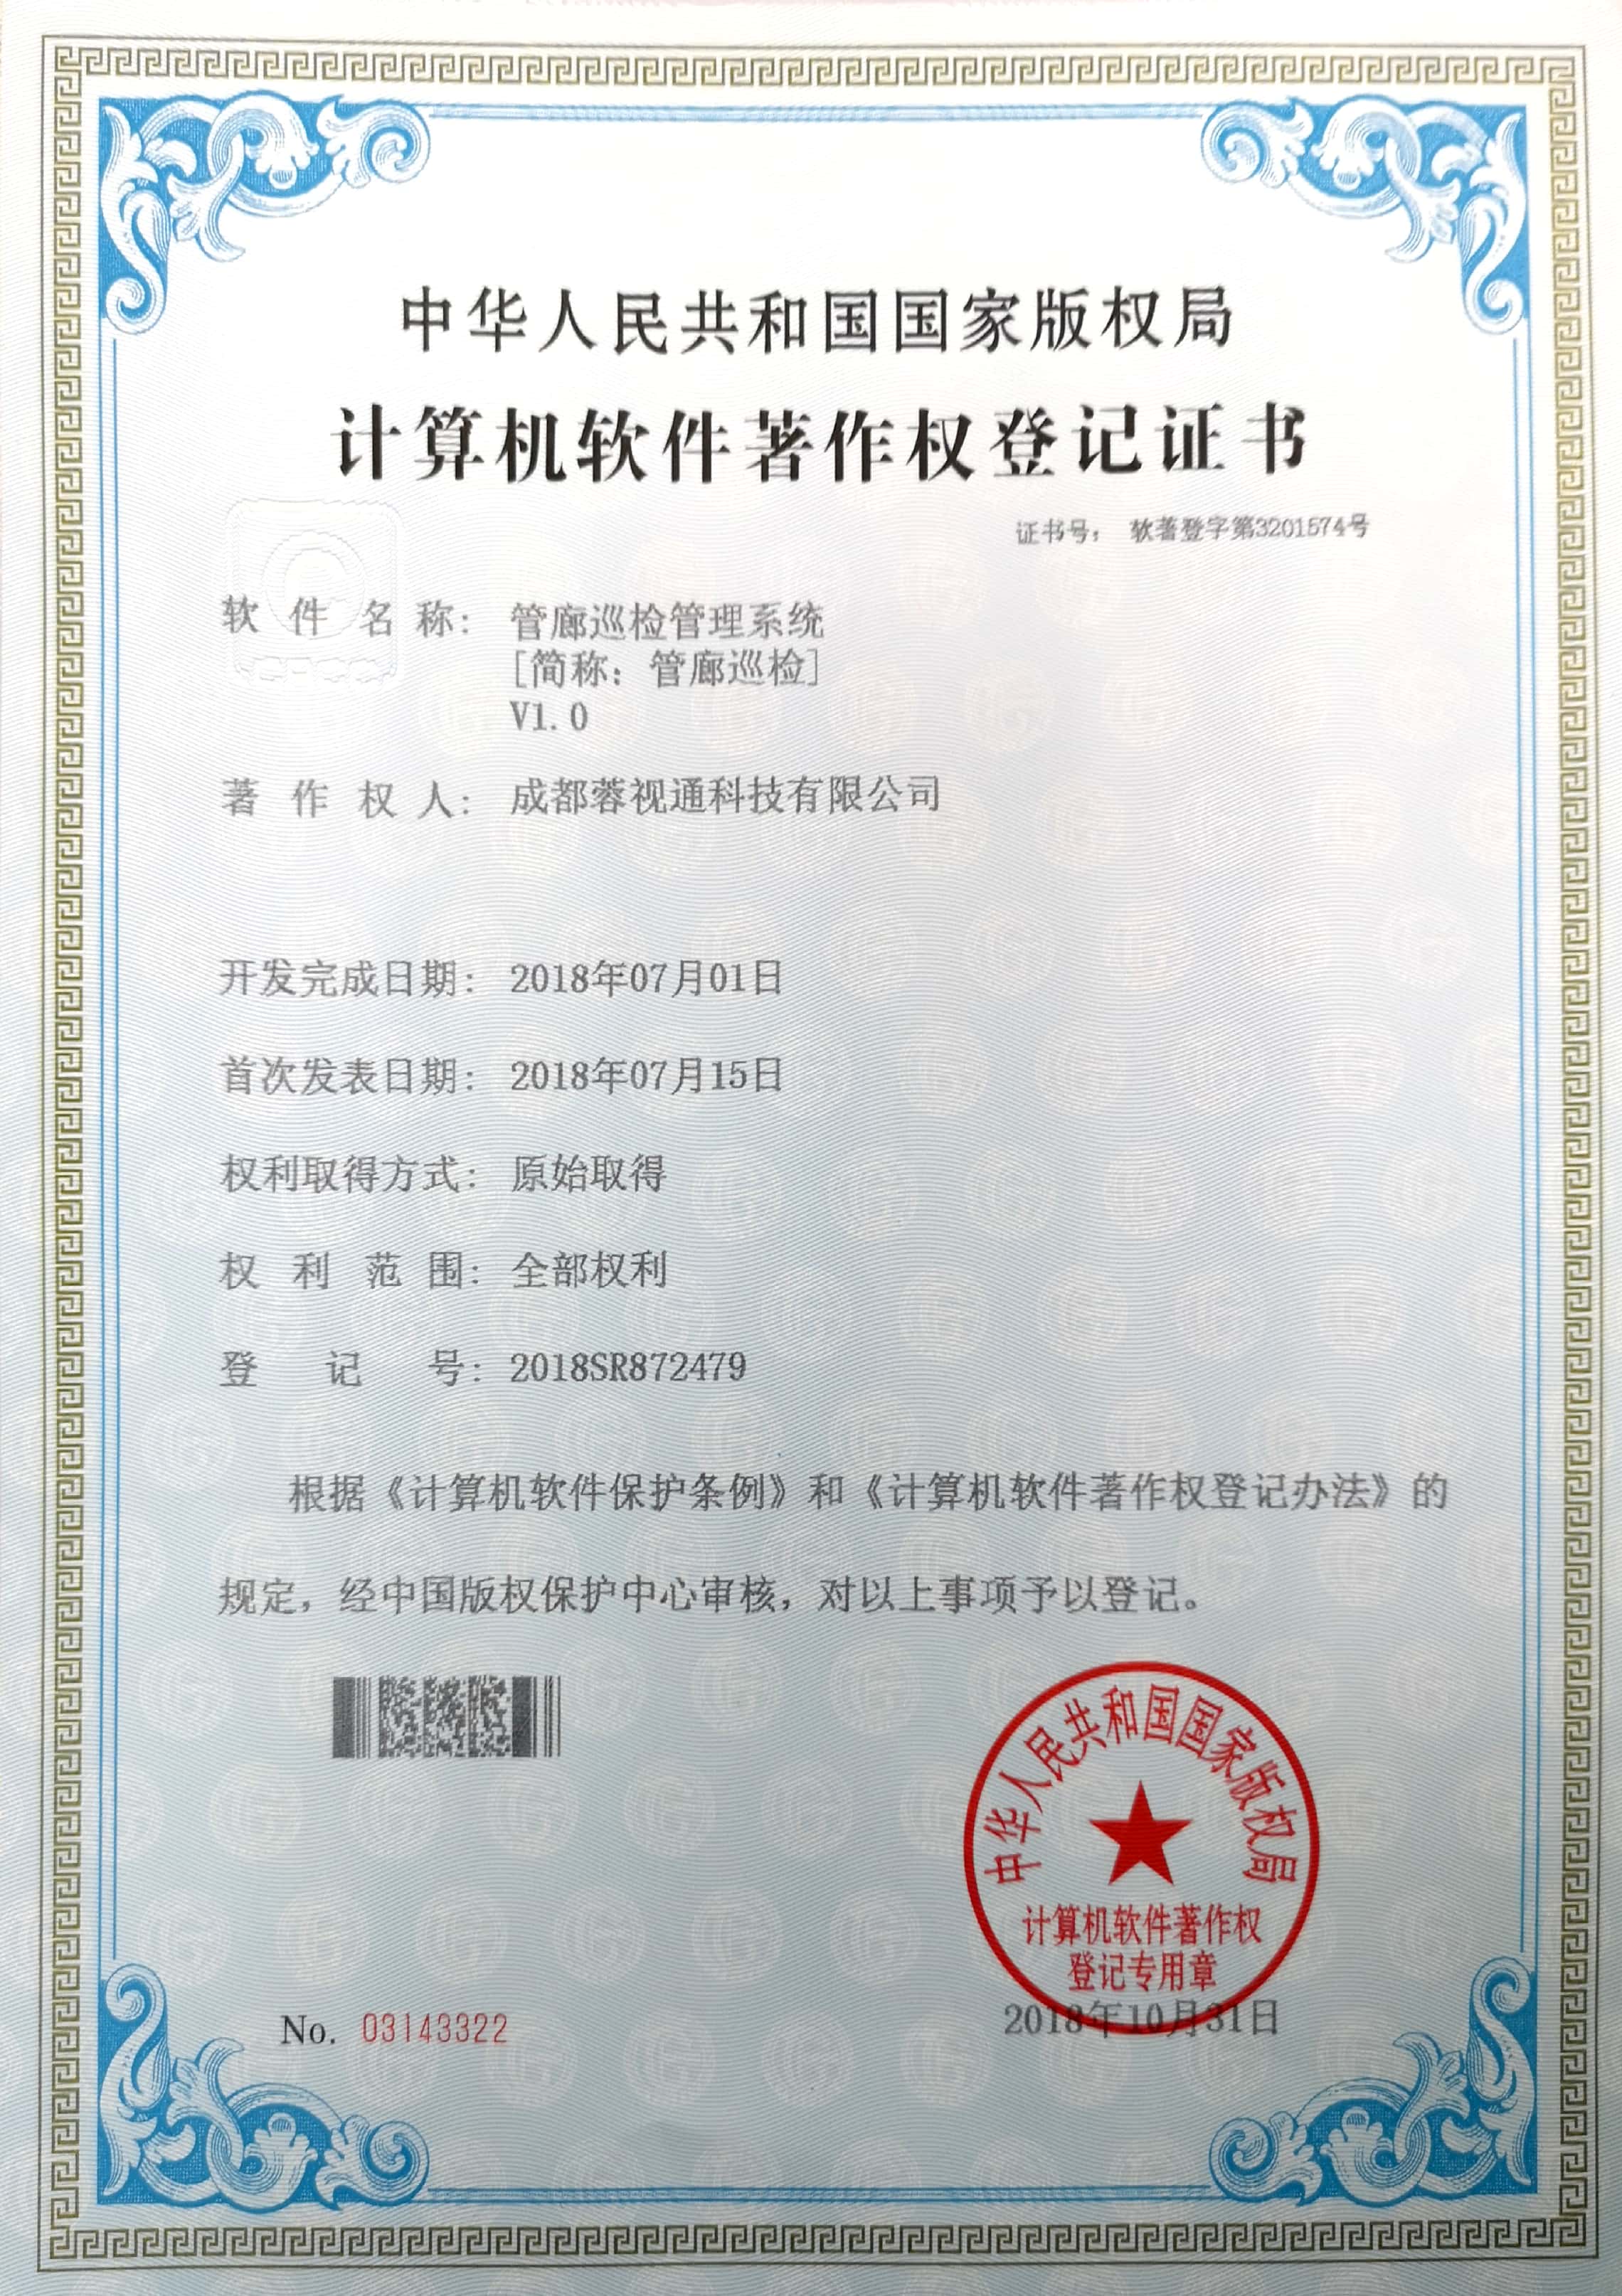 中华人民共和国国家版权局
计算机软件著作权登记证书
证书号： 软著登字第3201574号
软件名称： 管廊巡检管理系统
[简称：管廊巡检]
V1.0
著作权人： 成都蓉视通科技有限公司
开发完成日期： 2018年07月01日
首次发表日期： 2018年07月15日
权利取得方式： 原始取得
权利范围： 全部权利
登记号： 2018SR872479
根据《计算机软件保护条例》和《计算机软件著作权登记办法》的
规定，经中国版权保护中心审核，对以上事项予以登记。
中华人民共和国国家版权局
计算机软件著作权
登记专用章
No. 03143322
2018年10月31日